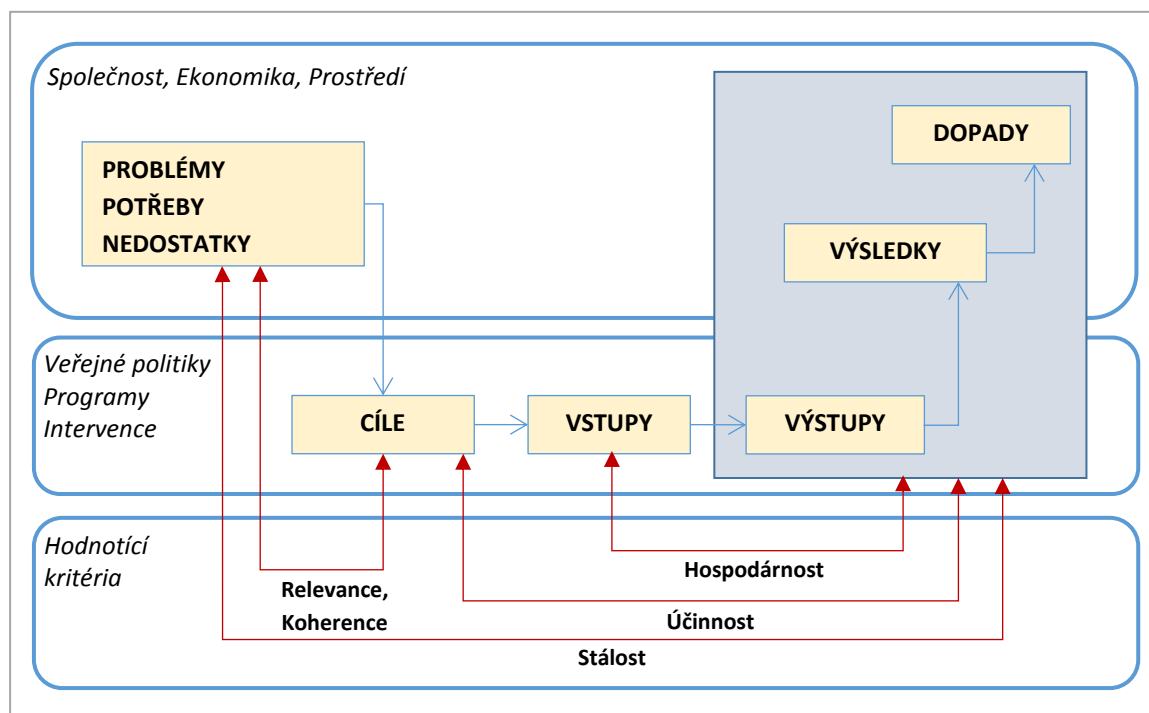 Společnost, Ekonomika, Prostředí
DOPADY
PROBLÉMY
POTŘEBY
NEDOSTATKY
VÝSLEDKY
Veřejné politiky
Programy
Intervence
CÍLE
VSTUPY
VÝSTUPY
Hodnotící
kritéria
Hospodárnost
Relevance,
Koherence
Účinnost
Stálost